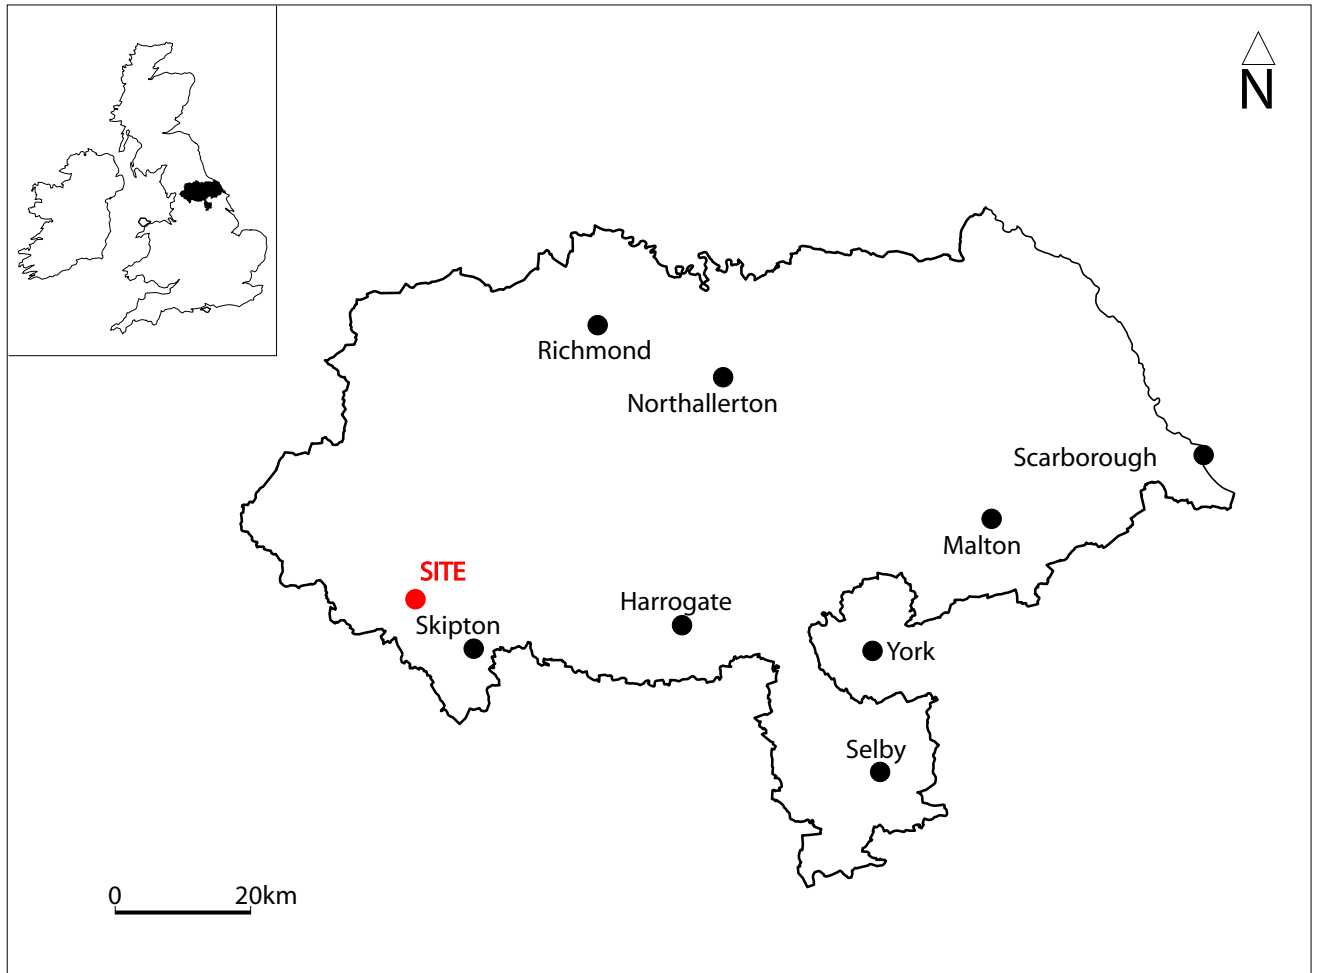 N
Richmond
Northallerton
Scarborough
Malton
SITE
Harrogate
Skipton
York
Selby
0 20km